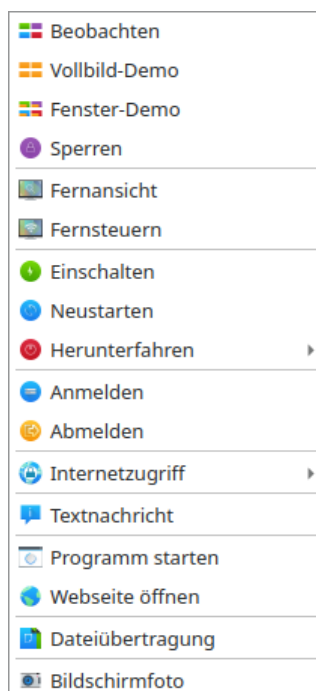 Beobachten
Vollbild-Demo
Fenster-Demo
Sperren
Fernansicht
Fernsteuern
Einschalten
Neustarten
Herunterfahren
Anmelden
Abmelden
Internetzugriff
Textnachricht
Programm starten
Webseite öffnen
Dateiübertragung
Bildschirmfoto